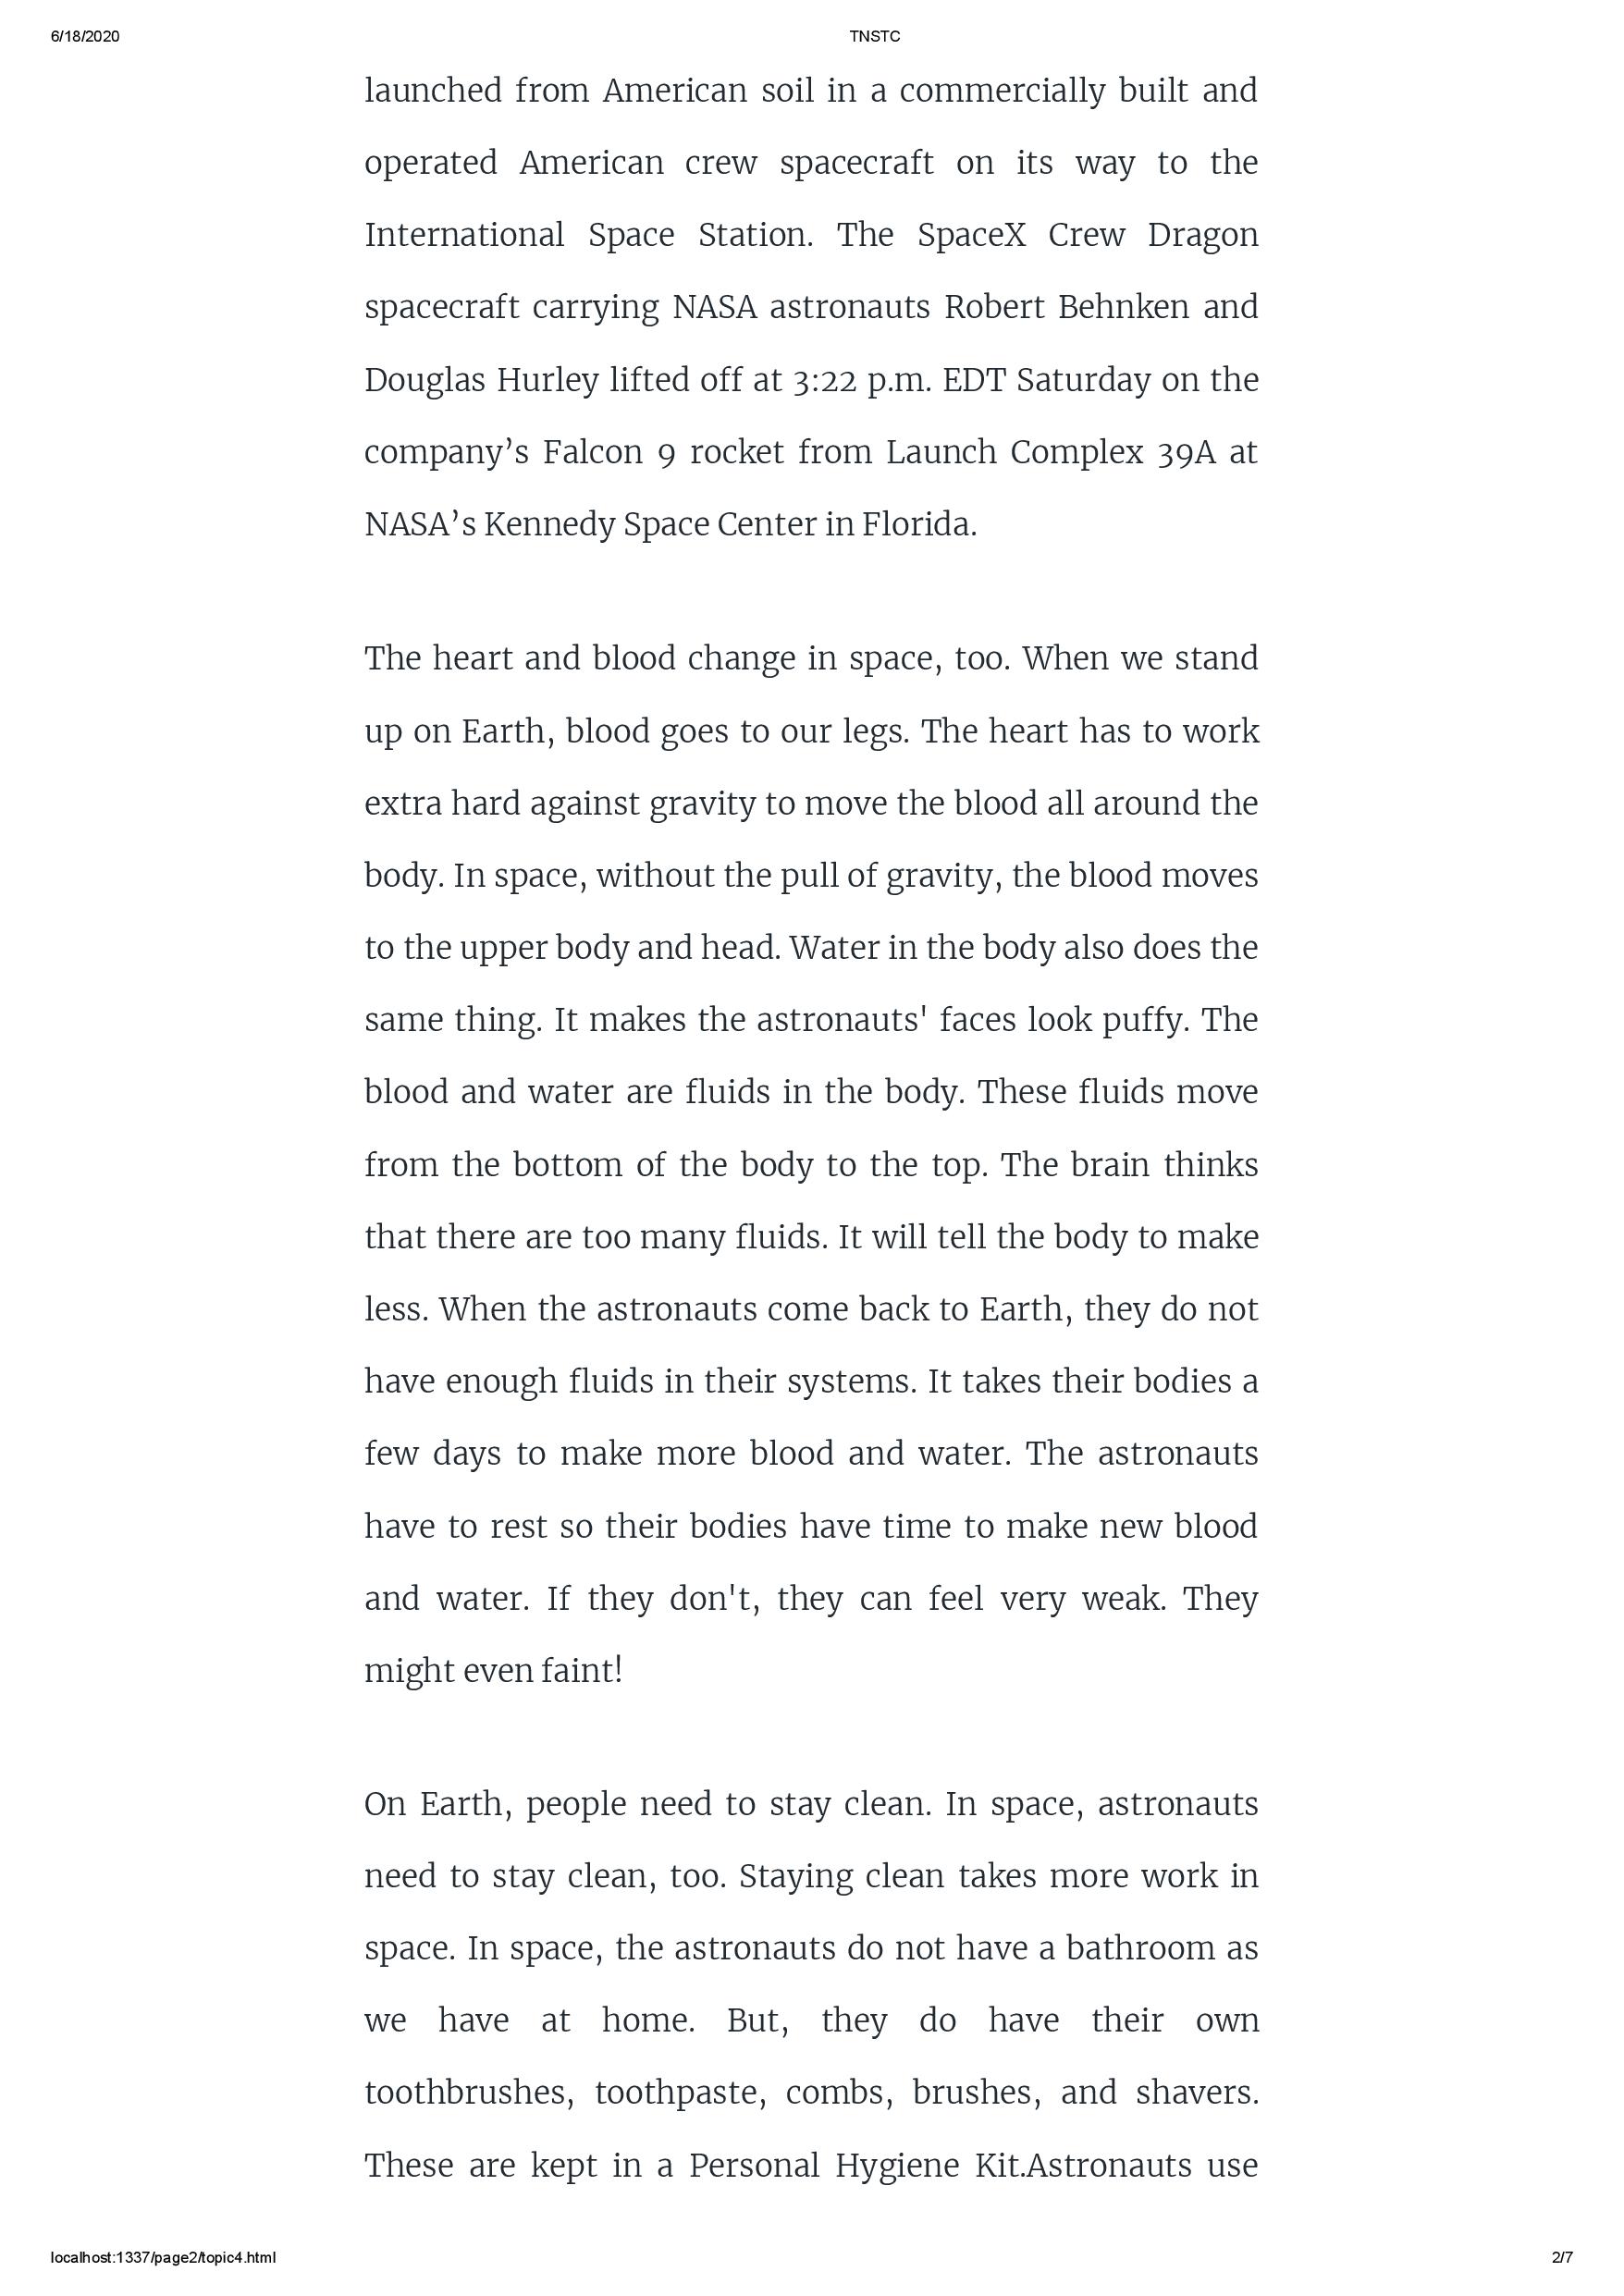 6/18/2020 TNSTC
launched from American soil in a commercially built and
operated American crew spacecraft on its way to the
International Space Station. The SpaceX Crew Dragon
spacecraft carrying NASA astronauts Robert Behnken and
Douglas Hurley lifted off at 3:22 p.m. EDT Saturday on the
company’s Falcon 9 rocket from Launch Complex 39A at
NASA’s Kennedy Space Center in Florida.
The heart and blood change in space, too. When we stand
up on Earth, blood goes to our legs. The heart has to work
extra hard against gravity to move the blood all around the
body. In space, without the pull of gravity, the blood moves
to the upper body and head. Water in the body also does the
same thing. It makes the astronauts' faces look puffy. The
blood and water are fluids in the body. These fluids move
from the bottom of the body to the top. The brain thinks
that there are too many fluids. It will tell the body to make
less. When the astronauts come back to Earth, they do not
have enough fluids in their systems. It takes their bodies a
few days to make more blood and water. The astronauts
have to rest so their bodies have time to make new blood
and water. If they don't, they can feel very weak. They
might even faint!
On Earth, people need to stay clean. In space, astronauts
need to stay clean, too. Staying clean takes more work in
space. In space, the astronauts do not have a bathroom as
we have at home. But, they do have their own
toothbrushes, toothpaste, combs, brushes, and shavers.
These are kept in a Personal Hygiene Kit.Astronauts use
localhost:1337/page2/topic4.html 2/7